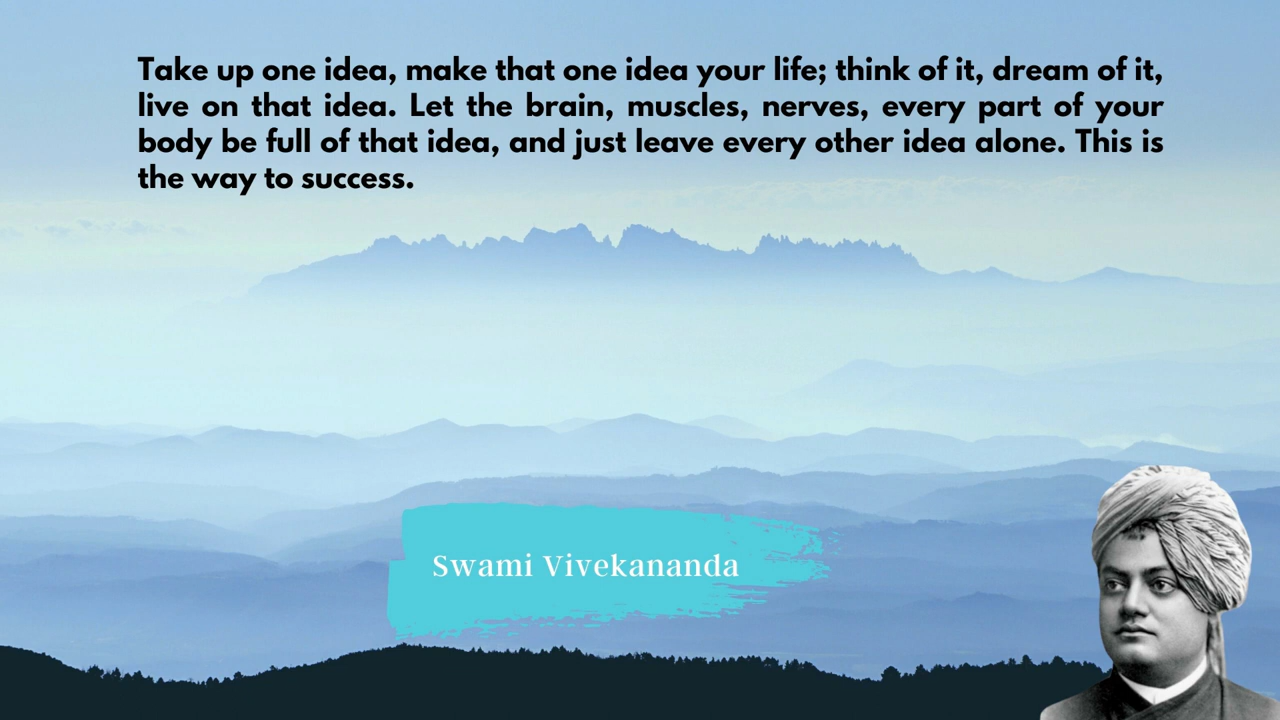 Take up one idea, make that one idea your life; think of it, dream of it,
live on that idea. Let the brain, muscles, nerves, every part of your
body be full of that idea, and just leave every other idea alone. This is
the way to success.
Swami Vivekananda